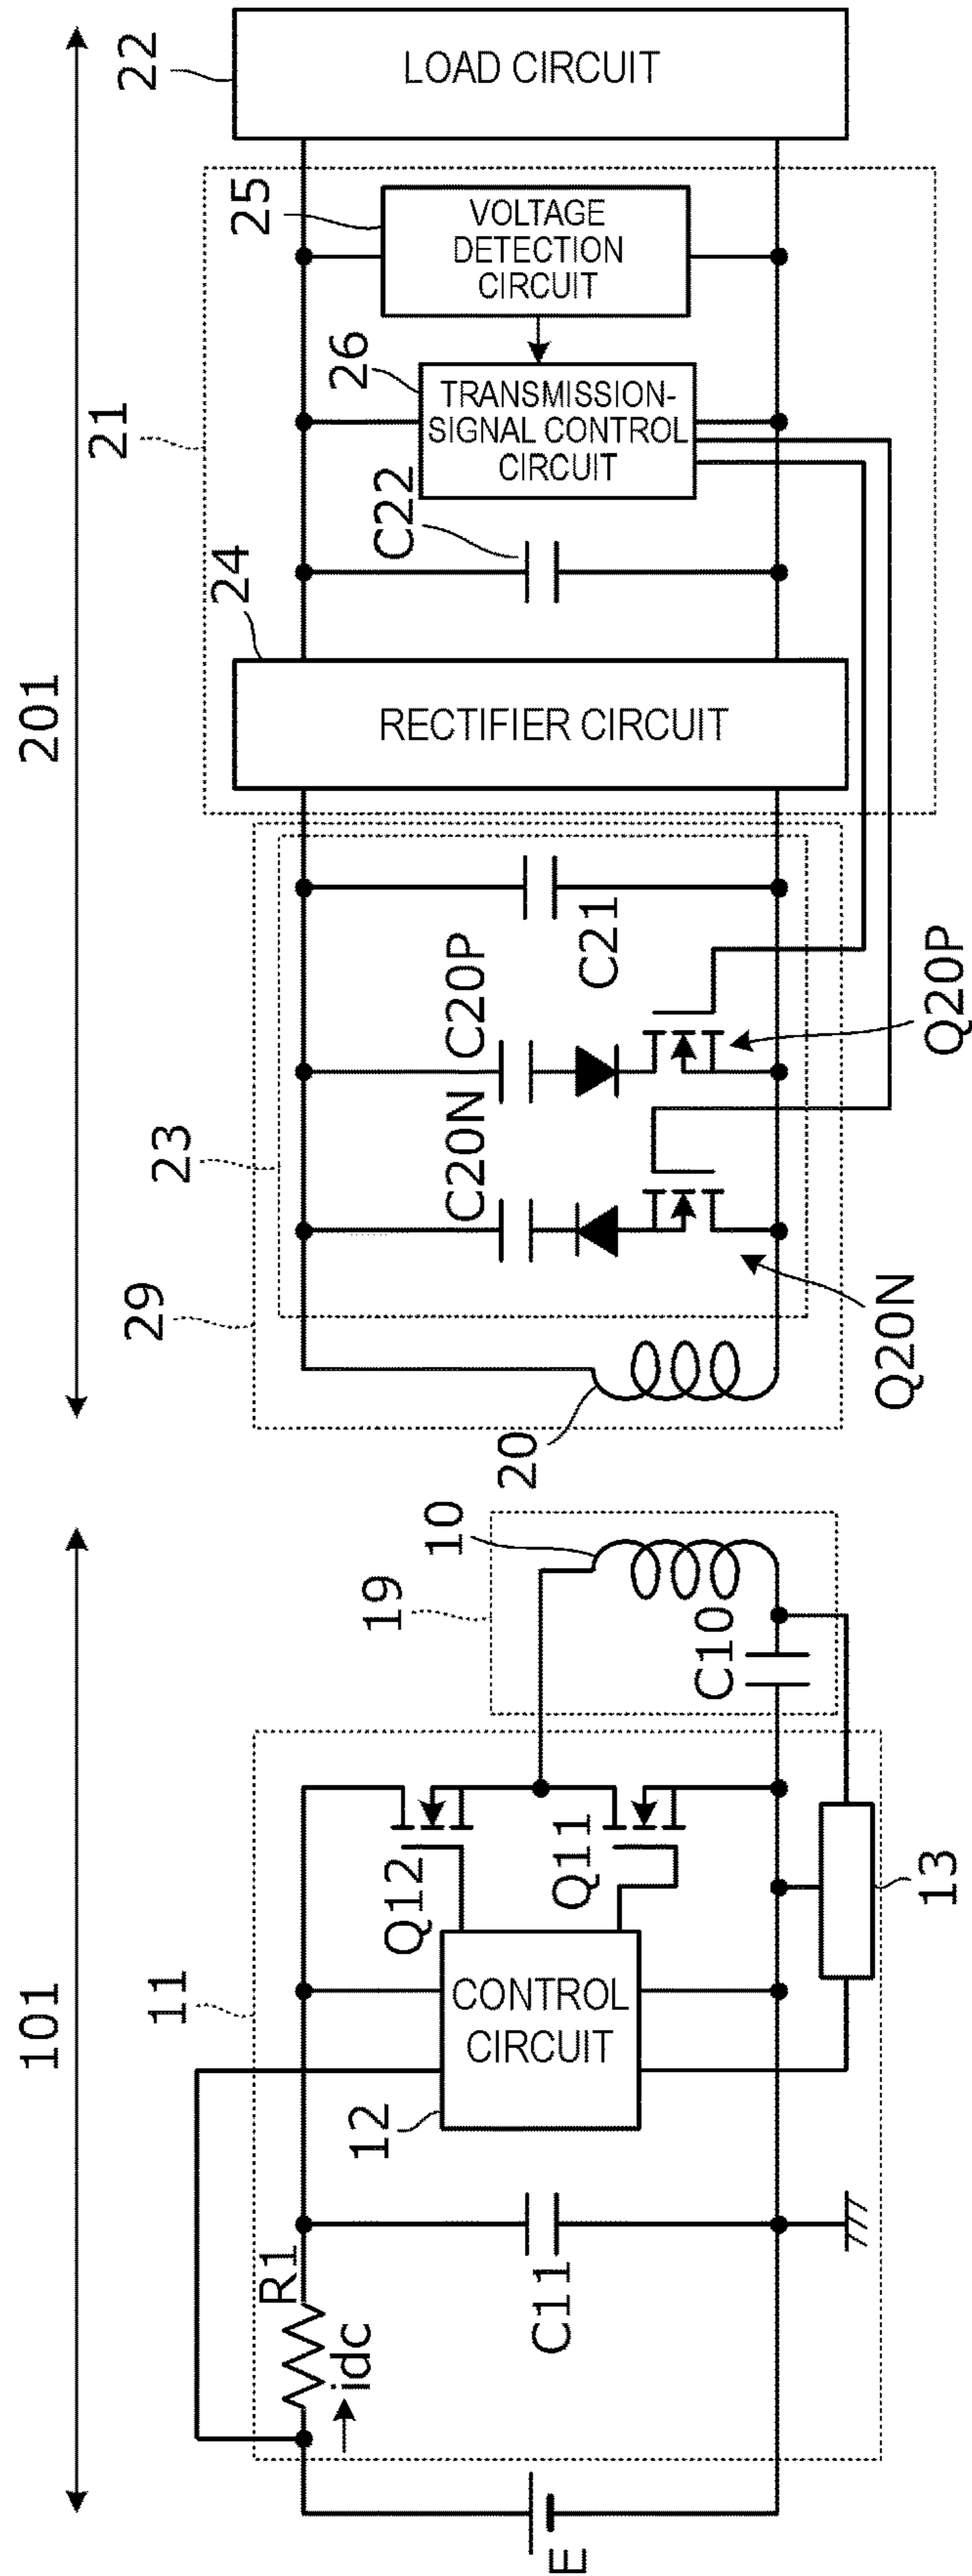 201
22
LOAD CIRCUIT
25
VOLTAGE
DETECTION
CIRCUIT
26
TRANSMISSION-
SIGNAL CONTROL
CIRCUIT
21
C22
24
RECTIFIER CIRCUIT
C21
C20P
Q20P
23
C20N
29
Q20N
20
101
10
19
C10
Q12
Q11
13
11
CONTROL
CIRCUIT
12
R1
idc
C11
E